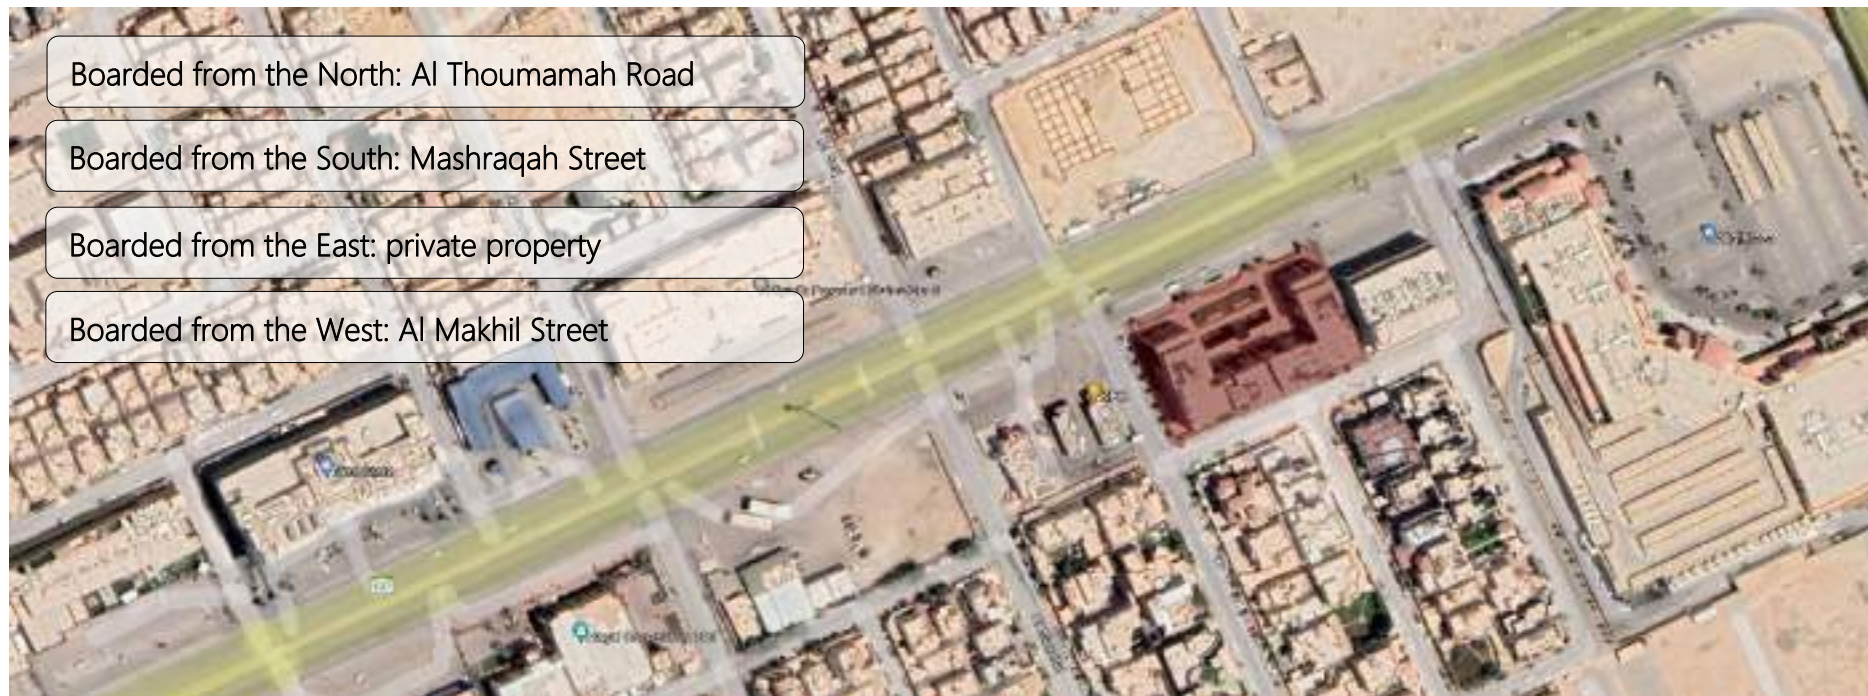 Boarded from the North: Al Thoumamah Road
Boarded from the South: Mashraqah Street
Boarded from the East: private property
Boarded from the West: Al Makhil Street